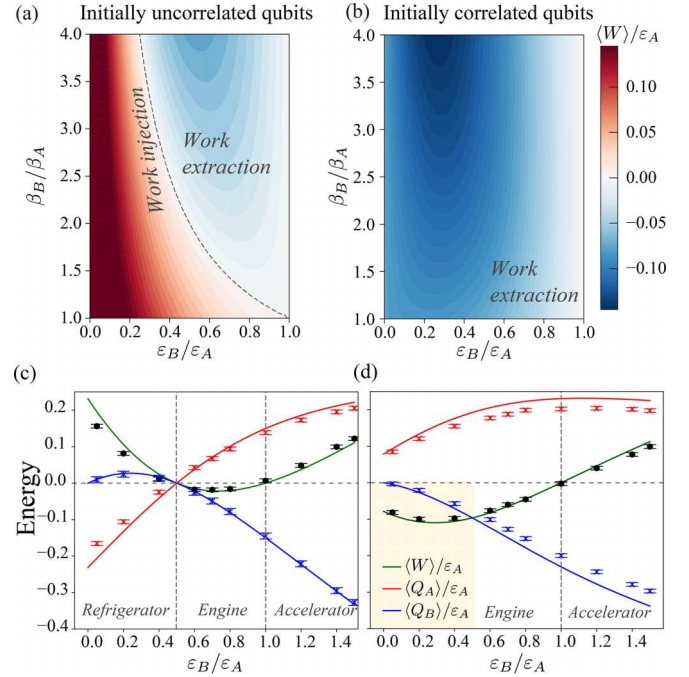 (a) Initially uncorrelated qubits
(b) Initially correlated qubits
⟨W⟩/ε_A
4.0
3.5
3.0
2.5
2.0
1.5
1.0
β_B/β_A
Work injection
Work extraction
0.0 0.2 0.4 0.6 0.8 1.0
ε_B/ε_A
4.0
3.5
3.0
2.5
2.0
1.5
1.0
β_B/β_A
Work extraction
0.0 0.2 0.4 0.6 0.8 1.0
ε_B/ε_A
0.10
0.05
0.00
−0.05
−0.10
(c)
0.2
0.1
0.0
−0.1
−0.2
−0.3
−0.4
Energy
Refrigerator Engine Accelerator
0.0 0.2 0.4 0.6 0.8 1.0 1.2 1.4
ε_B/ε_A
(d)
⟨W⟩/ε_A
⟨Q_A⟩/ε_A
⟨Q_B⟩/ε_A
Engine Accelerator
0.0 0.2 0.4 0.6 0.8 1.0 1.2 1.4
ε_B/ε_A